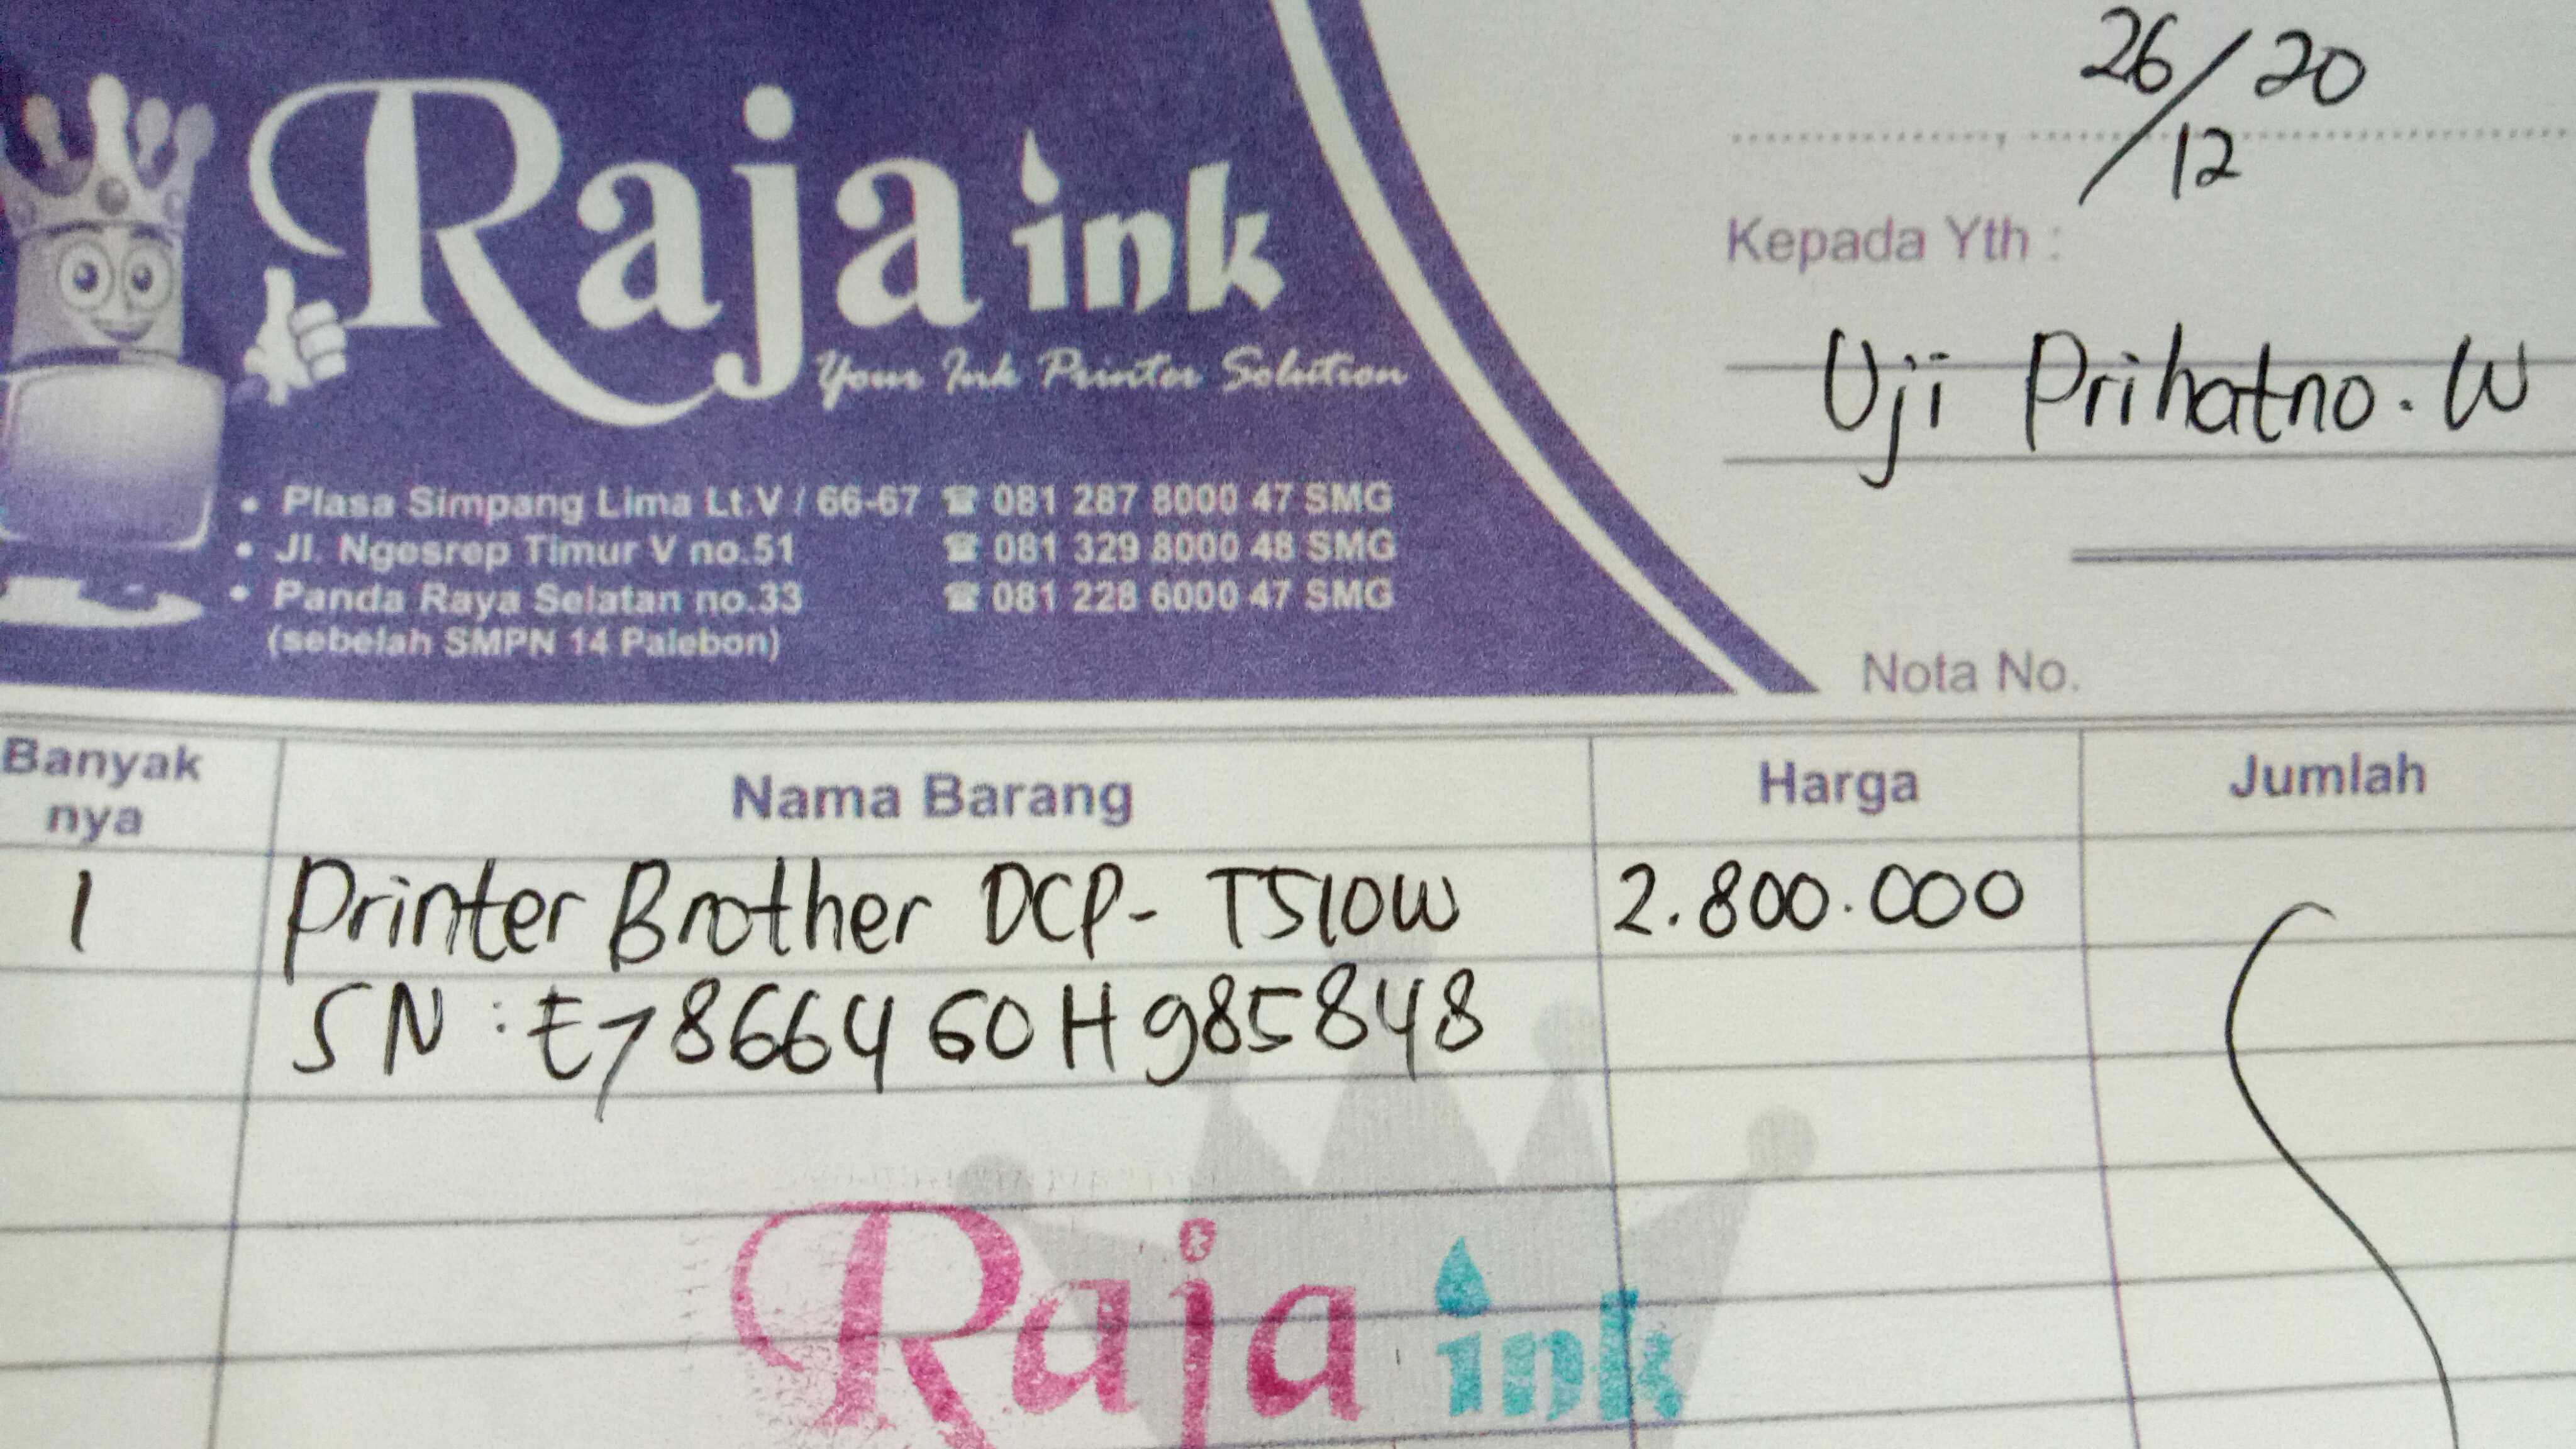 Raja ink
Your Ink Printer Solution
• Plasa Simpang Lima Lt.V / 66-67 ☎ 081 287 8000 47 SMG
• Jl. Ngesrep Timur V no.51 ☎ 081 329 8000 48 SMG
• Panda Raya Selatan no.33 ☎ 081 228 6000 47 SMG
(sebelah SMPN 14 Palebon)
26/12 20
Kepada Yth :
Uji Prihatno. W
Nota No.
Banyak nya Nama Barang Harga Jumlah
1 Printer Brother DCP- T510W 2.800.000
SN : E78664 60H985848
Raja ink